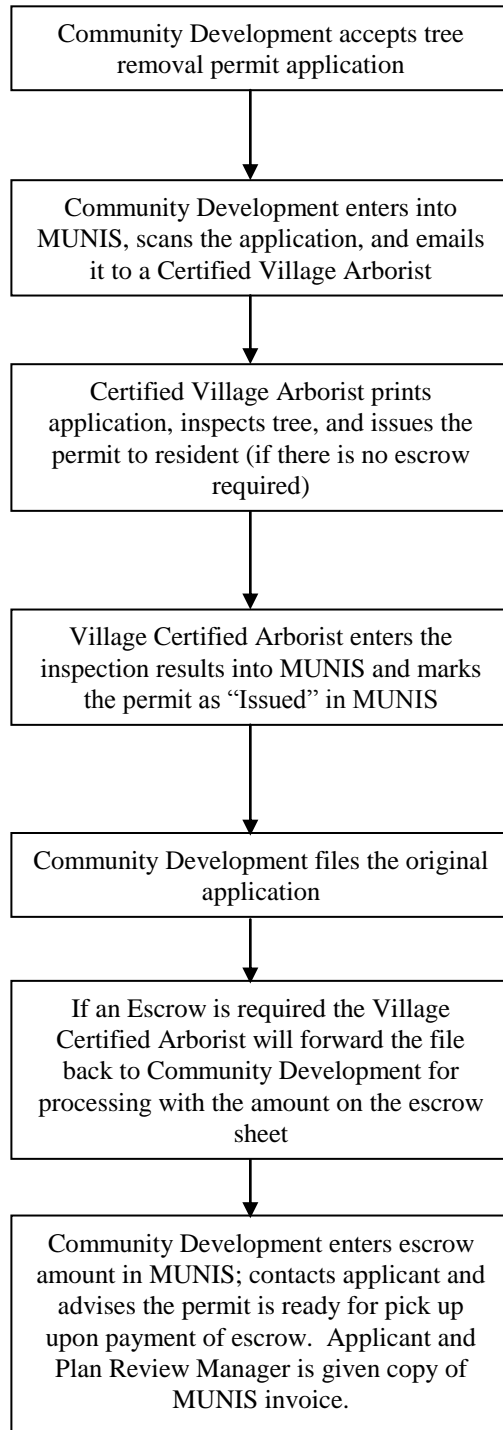 Community Development accepts tree
removal permit application
Community Development enters into
MUNIS, scans the application, and emails
it to a Certified Village Arborist
Certified Village Arborist prints
application, inspects tree, and issues the
permit to resident (if there is no escrow
required)
Village Certified Arborist enters the
inspection results into MUNIS and marks
the permit as “Issued” in MUNIS
Community Development files the original
application
If an Escrow is required the Village
Certified Arborist will forward the file
back to Community Development for
processing with the amount on the escrow
sheet
Community Development enters escrow
amount in MUNIS; contacts applicant and
advises the permit is ready for pick up
upon payment of escrow.  Applicant and
Plan Review Manager is given copy of
MUNIS invoice.